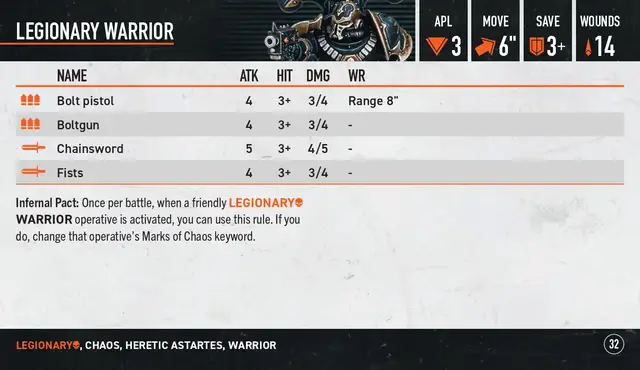 LEGIONARY WARRIOR
APL MOVE SAVE WOUNDS
3 6" 3+ 14
NAME ATK HIT DMG WR
Bolt pistol 4 3+ 3/4 Range 8"
Boltgun 4 3+ 3/4 -
Chainsword 5 3+ 4/5 -
Fists 4 3+ 3/4 -
Infernal Pact: Once per battle, when a friendly LEGIONARY
WARRIOR operative is activated, you can use this rule. If you
do, change that operative's Marks of Chaos keyword.
LEGIONARY, CHAOS, HERETIC ASTARTES, WARRIOR
32